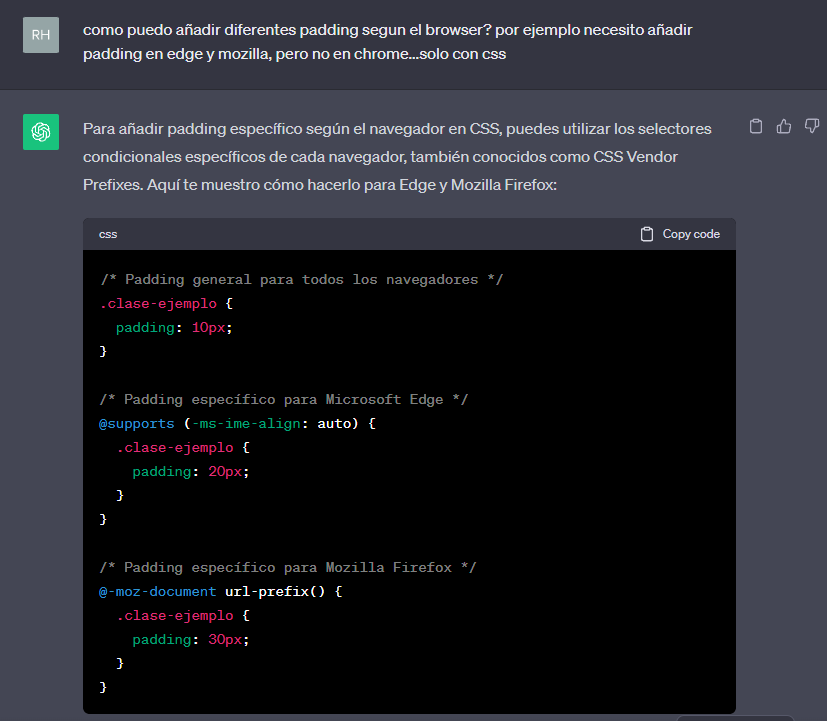 RH
como puedo añadir diferentes padding segun el browser? por ejemplo necesito añadir
padding en edge y mozilla, pero no en chrome...solo con css
Para añadir padding específico según el navegador en CSS, puedes utilizar los selectores
condicionales específicos de cada navegador, también conocidos como CSS Vendor
Prefixes. Aquí te muestro cómo hacerlo para Edge y Mozilla Firefox:
css Copy code
/* Padding general para todos los navegadores */
.clase-ejemplo {
  padding: 10px;
}
/* Padding específico para Microsoft Edge */
@supports (-ms-ime-align: auto) {
  .clase-ejemplo {
    padding: 20px;
  }
}
/* Padding específico para Mozilla Firefox */
@-moz-document url-prefix() {
  .clase-ejemplo {
    padding: 30px;
  }
}